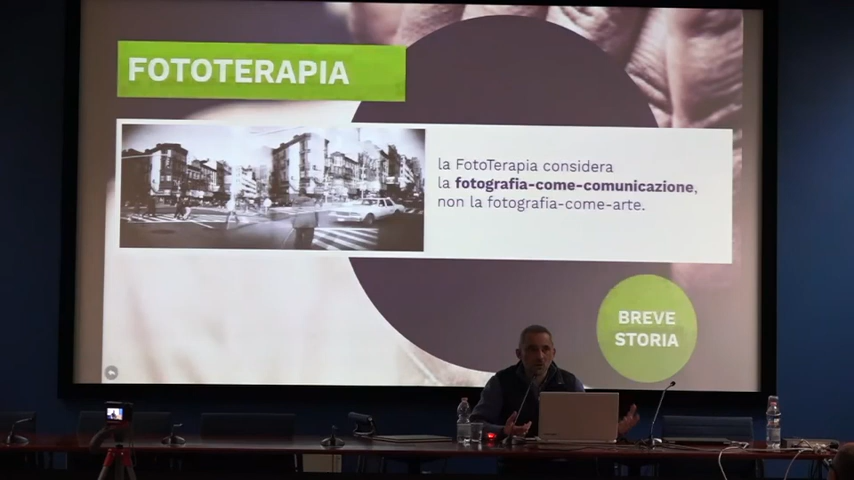 FOTOTERAPIA
la FotoTerapia considera
la fotografia-come-comunicazione,
non la fotografia-come-arte.
BREVE
STORIA